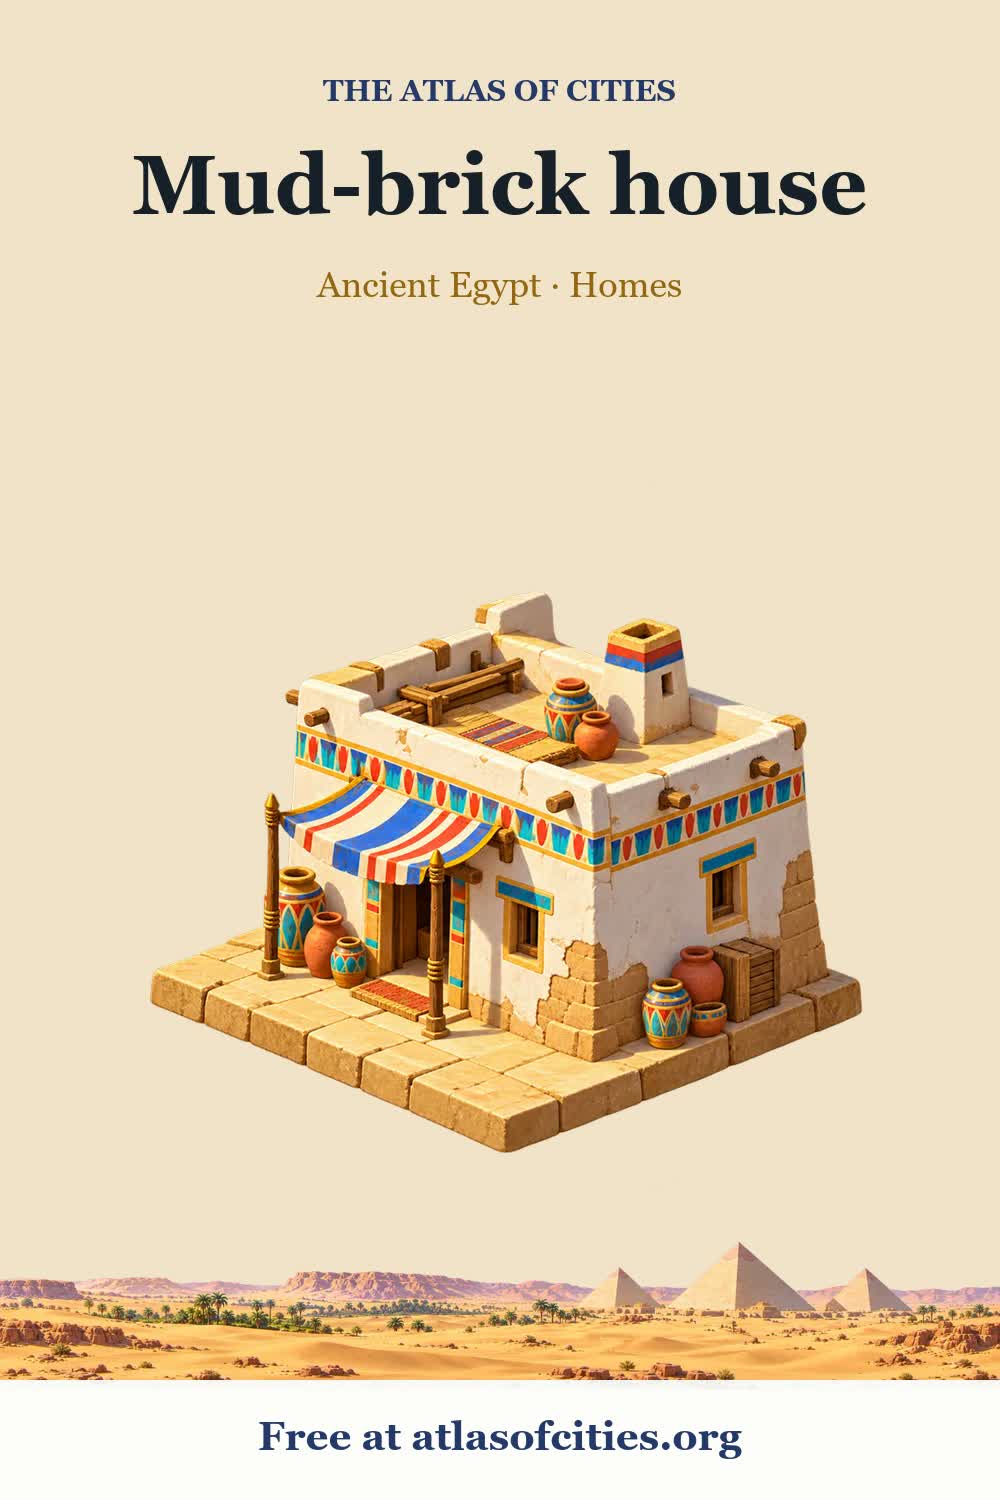 THE ATLAS OF CITIES
Mud-brick house
Ancient Egypt · Homes
Free at atlasofcities.org